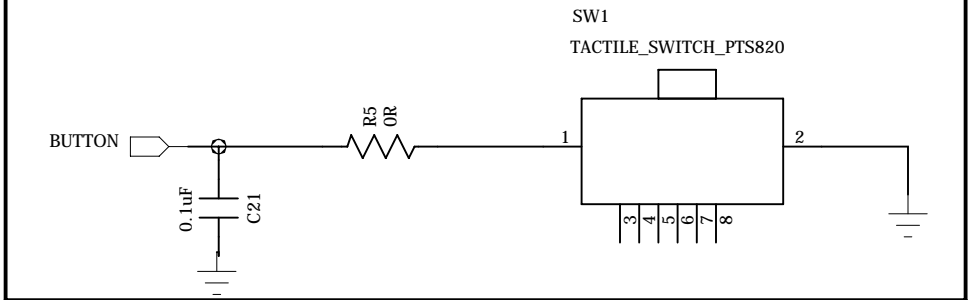 SW1
TACTILE_SWITCH_PTS820
R5
0R
BUTTON
1
2
0.1uF
C21
3
4
5
6
7
8